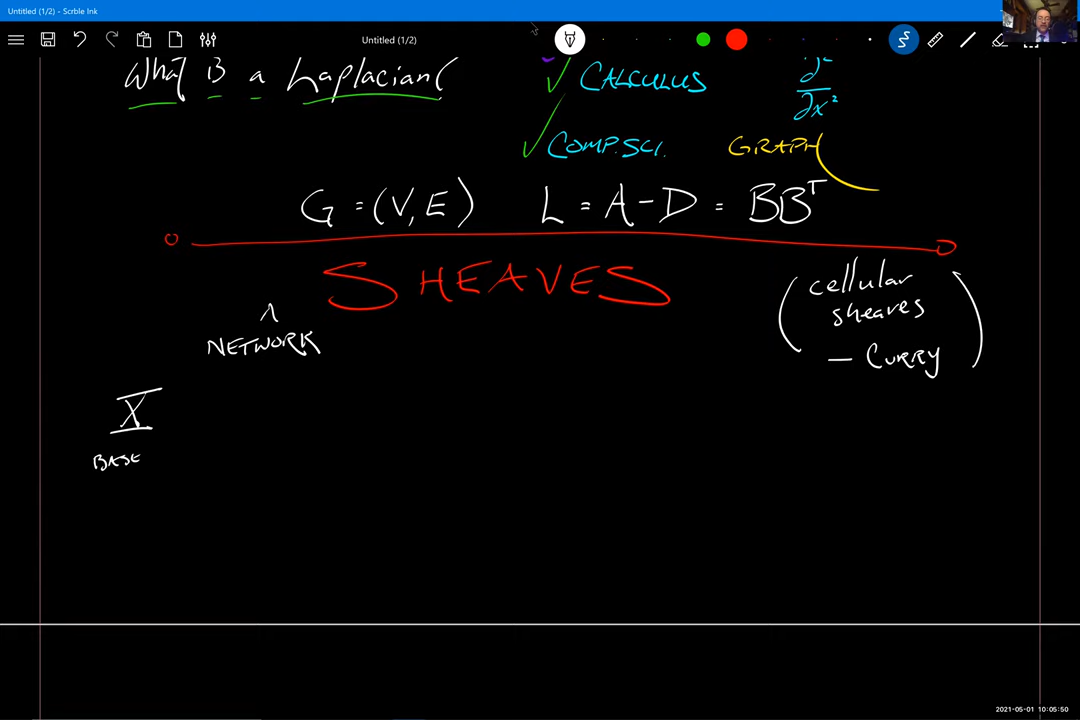 Untitled (1/2) - Scrble Ink
Untitled (1/2)
What is a Laplacian?
✓ CALCULUS ∂²/∂x²
✓ COMP.SCI. GRAPH
G = (V, E) L = A - D = BBᵀ
SHEAVES
(cellular
sheaves
— CURRY)
^
NETWORK
X
BASE
2021-05-01 10:05:50